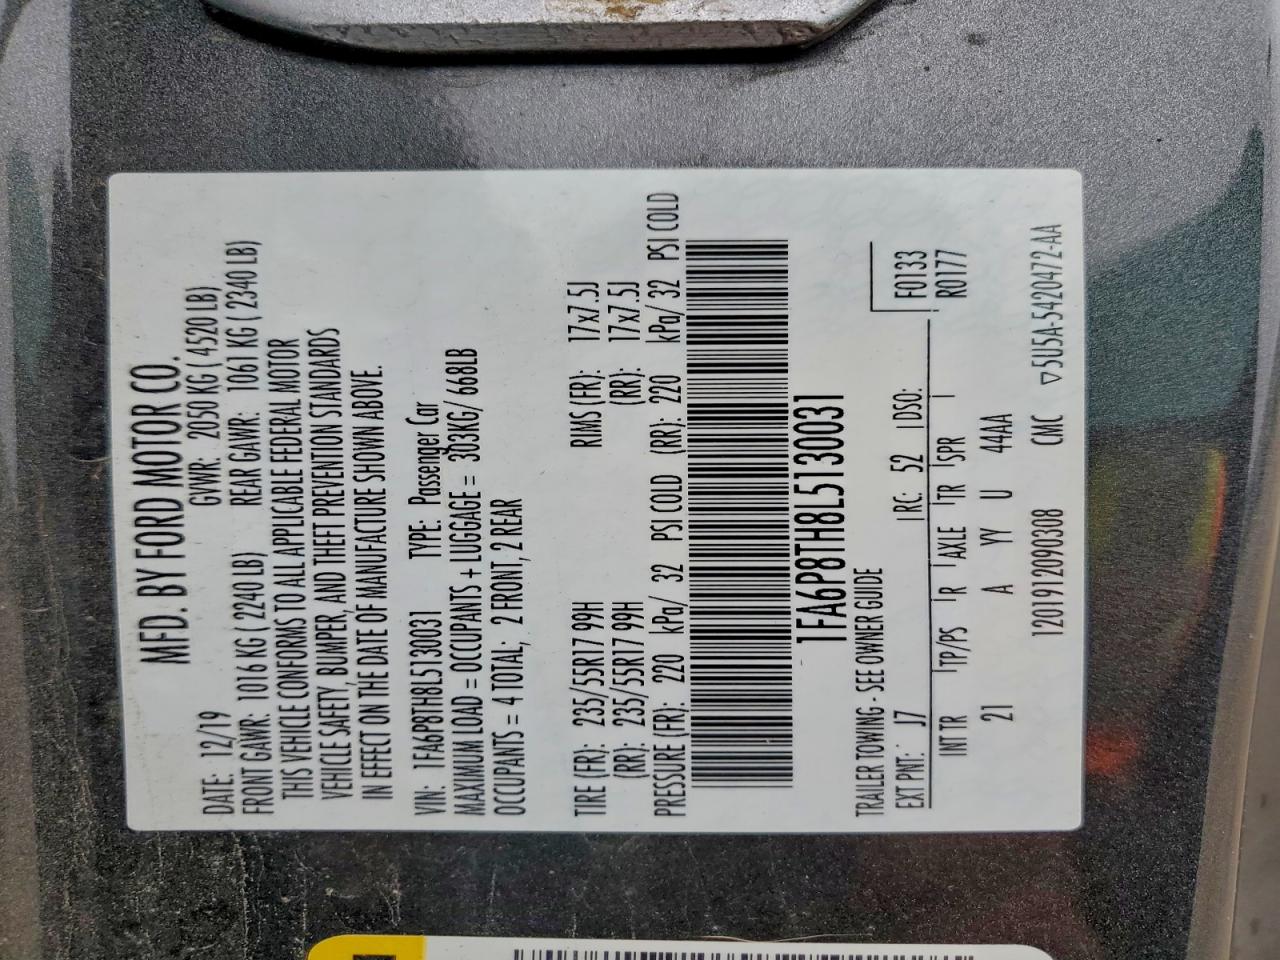 MFD. BY FORD MOTOR CO.
DATE: 12/19 GVWR: 2050 KG ( 4520 LB)
FRONT GAWR: 1016 KG ( 2240 LB) REAR GAWR: 1061 KG ( 2340 LB)
THIS VEHICLE CONFORMS TO ALL APPLICABLE FEDERAL MOTOR
VEHICLE SAFETY, BUMPER, AND THEFT PREVENTION STANDARDS
IN EFFECT ON THE DATE OF MANUFACTURE SHOWN ABOVE.
VIN: 1FA6P8TH8L5130031 TYPE: Passenger Car
MAXIMUM LOAD = OCCUPANTS + LUGGAGE = 303KG/ 668LB
OCCUPANTS = 4 TOTAL; 2 FRONT, 2 REAR
TIRE (FR): 235/55R17 99H RIMS (FR): 17x7.5J
(RR): 235/55R17 99H (RR): 17x7.5J
PRESSURE (FR): 220 kPa/ 32 PSI COLD (RR): 220 kPa/ 32 PSI COLD
1FA6P8TH8L5130031
TRAILER TOWING - SEE OWNER GUIDE
EXT PNT: J7 RC: 52 DSO: F0133
R0177
INT TR TP/PS R AXLE TR SPR
21 A YY U 44AA
1201912090308 CMC ▽5U5A-5420472-AA